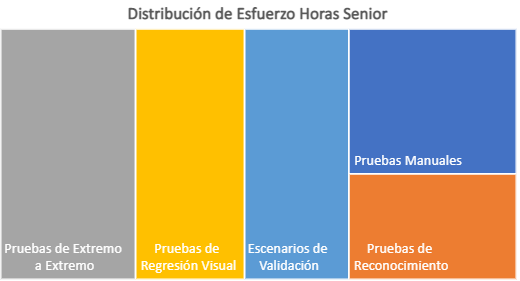 Distribución de Esfuerzo Horas Senior
Pruebas Manuales
Pruebas de Extremo
a Extremo
Pruebas de
Regresión Visual
Escenarios de
Validación
Pruebas de
Reconocimiento